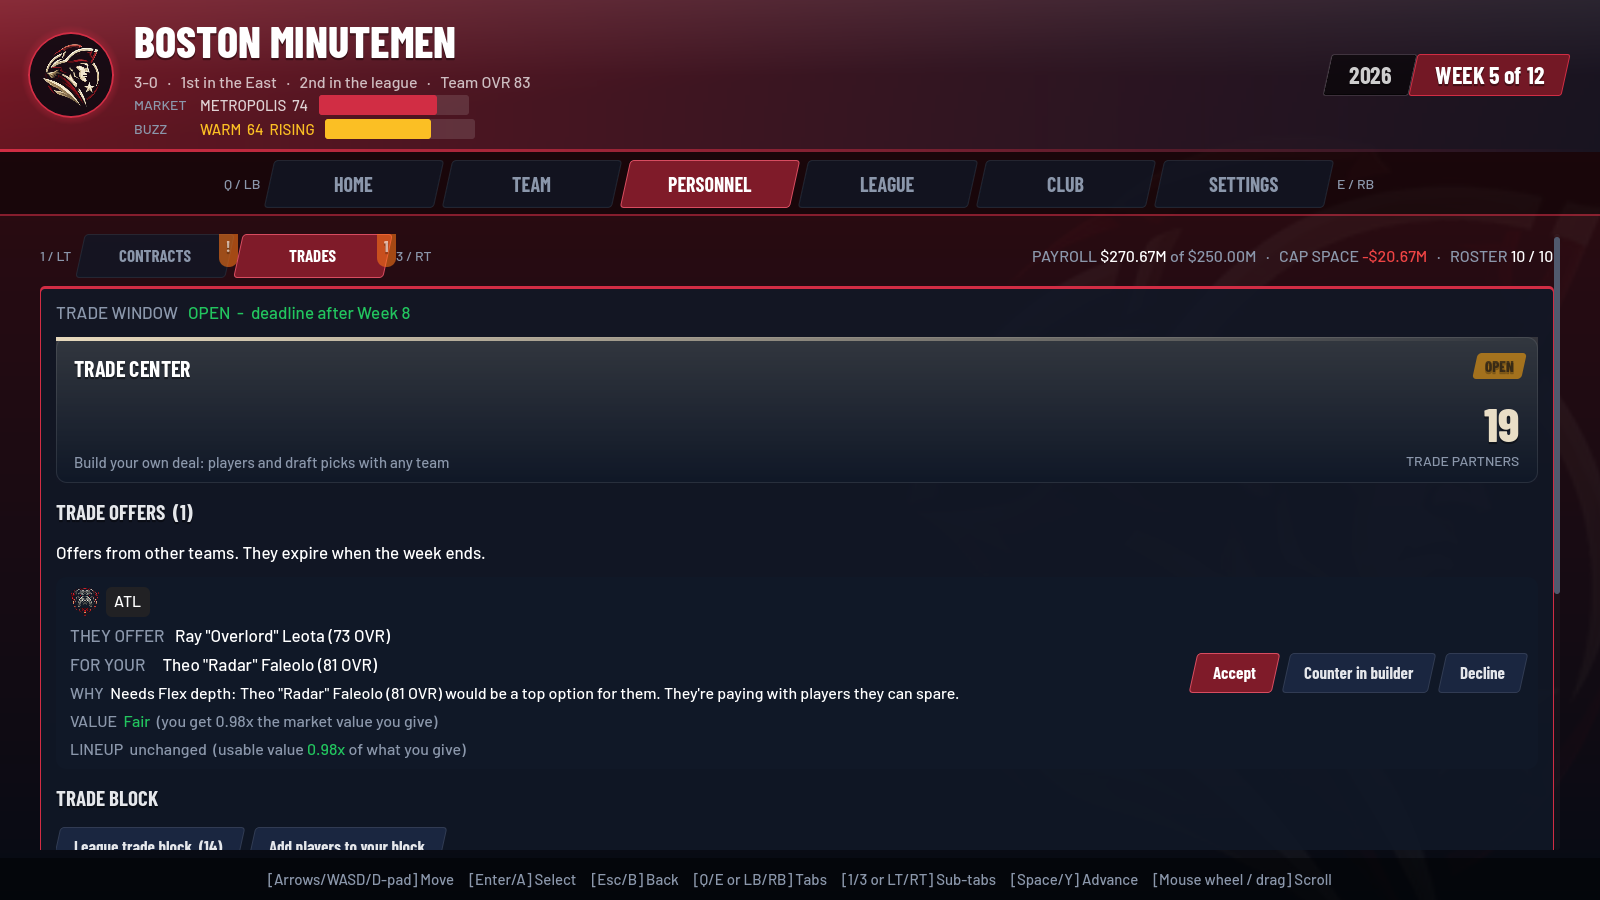 BOSTON MINUTEMEN
3-0 · 1st in the East · 2nd in the league · Team OVR 83
MARKET METROPOLIS 74
BUZZ WARM 64 RISING
2026 WEEK 5 of 12
Q / LB HOME TEAM PERSONNEL LEAGUE CLUB SETTINGS E / RB
1 / LT CONTRACTS ! TRADES 1 3 / RT
PAYROLL $270.67M of $250.00M · CAP SPACE -$20.67M · ROSTER 10 / 10
TRADE WINDOW OPEN - deadline after Week 8
TRADE CENTER
OPEN
19
Build your own deal: players and draft picks with any team
TRADE PARTNERS
TRADE OFFERS (1)
Offers from other teams. They expire when the week ends.
ATL
THEY OFFER Ray "Overlord" Leota (73 OVR)
FOR YOUR Theo "Radar" Faleolo (81 OVR)
WHY Needs Flex depth: Theo "Radar" Faleolo (81 OVR) would be a top option for them. They're paying with players they can spare.
VALUE Fair (you get 0.98x the market value you give)
LINEUP unchanged (usable value 0.98x of what you give)
Accept Counter in builder Decline
TRADE BLOCK
League trade block (14) Add players to your block
[Arrows/WASD/D-pad] Move [Enter/A] Select [Esc/B] Back [Q/E or LB/RB] Tabs [1/3 or LT/RT] Sub-tabs [Space/Y] Advance [Mouse wheel / drag] Scroll